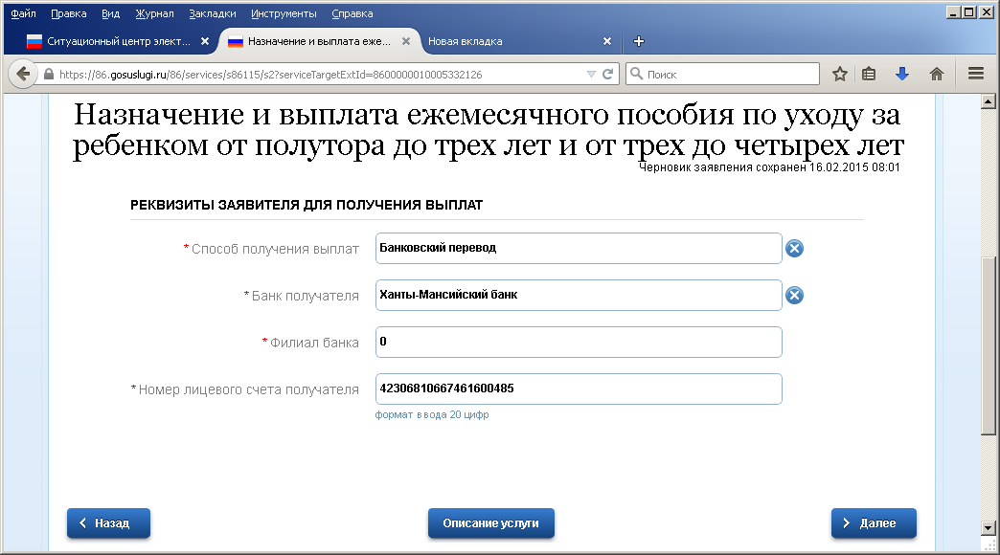 Файл Правка Вид Журнал Закладки Инструменты Справка
Ситуационный центр элект... Назначение и выплата еже... Новая вкладка
https://86.gosuslugi.ru/86/services/s86115/s2?serviceTargetExtId=8600000010005332126 Поиск
Назначение и выплата ежемесячного пособия по уходу за
ребенком от полутора до трех лет и от трех до четырех лет
Черновик заявления сохранен 16.02.2015 08:01
РЕКВИЗИТЫ ЗАЯВИТЕЛЯ ДЛЯ ПОЛУЧЕНИЯ ВЫПЛАТ
* Способ получения выплат Банковский перевод
* Банк получателя Ханты-Мансийский банк
* Филиал банка 0
* Номер лицевого счета получателя 42306810667461600485
формат ввода 20 цифр
Назад Описание услуги Далее